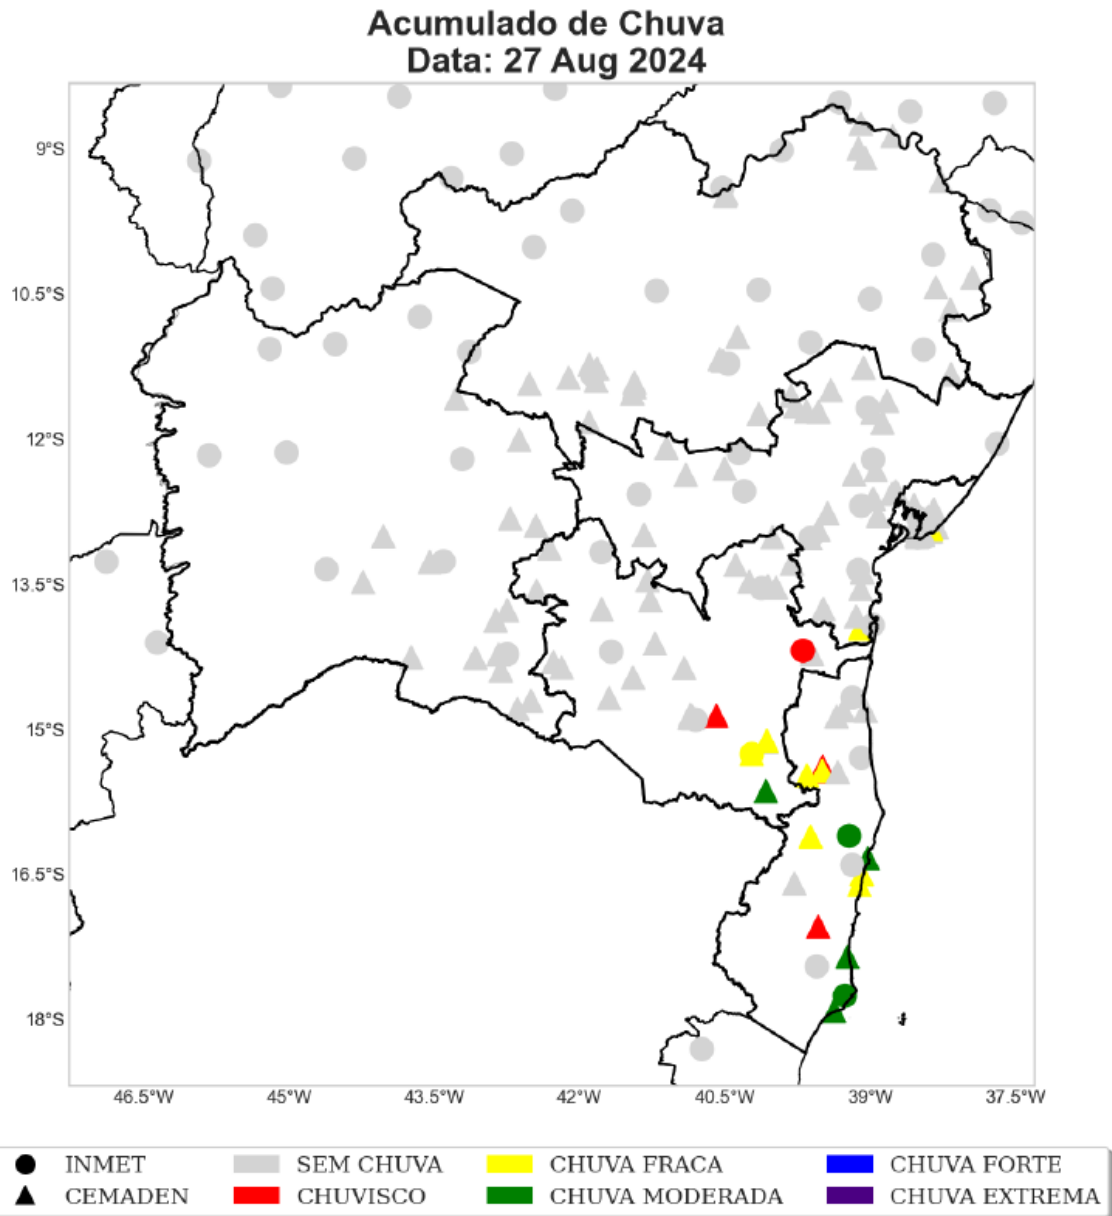 Acumulado de Chuva
Data: 27 Aug 2024
9°S
10.5°S
12°S
13.5°S
15°S
16.5°S
18°S
46.5°W 45°W 43.5°W 42°W 40.5°W 39°W 37.5°W
INMET SEM CHUVA CHUVA FRACA CHUVA FORTE
CEMADEN CHUVISCO CHUVA MODERADA CHUVA EXTREMA